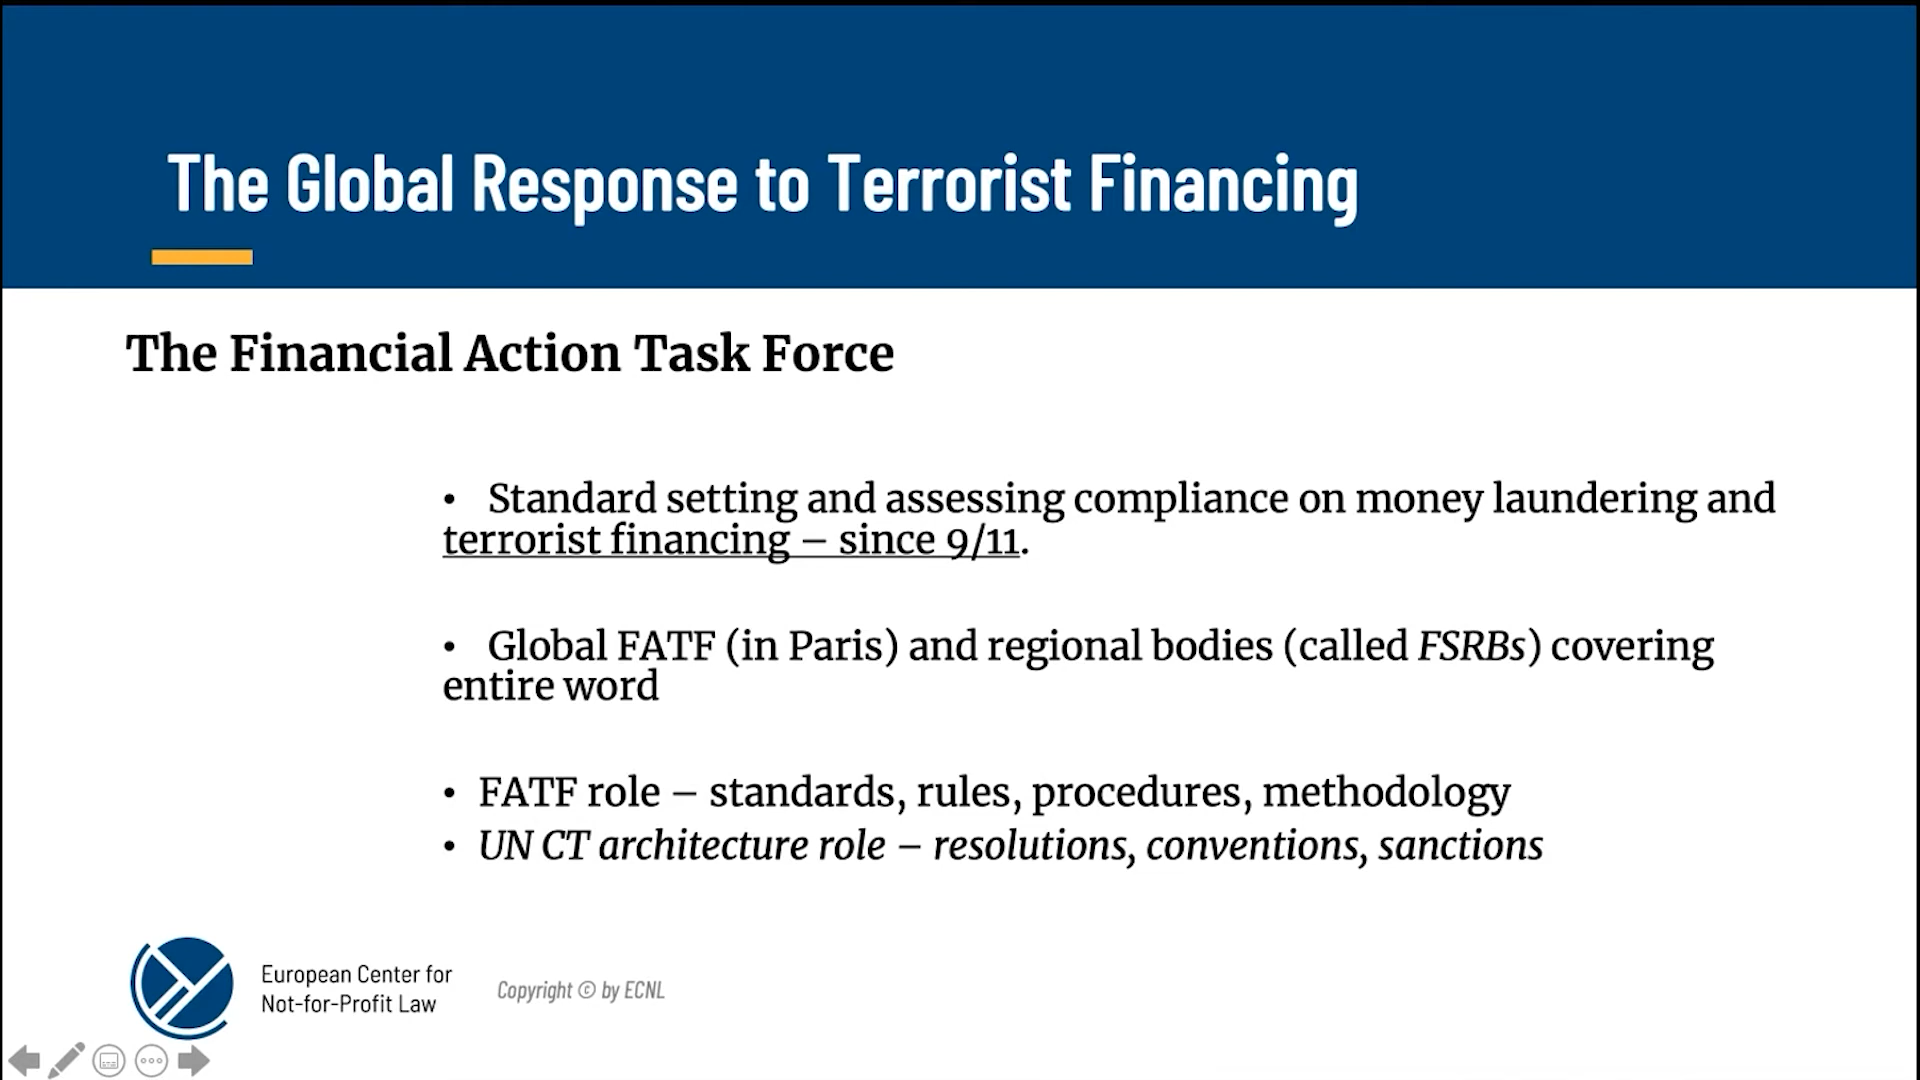 The Global Response to Terrorist Financing
The Financial Action Task Force
• Standard setting and assessing compliance on money laundering and
terrorist financing – since 9/11.
• Global FATF (in Paris) and regional bodies (called FSRBs) covering
entire word
• FATF role – standards, rules, procedures, methodology
• UN CT architecture role – resolutions, conventions, sanctions
European Center for
Not-for-Profit Law
Copyright © by ECNL